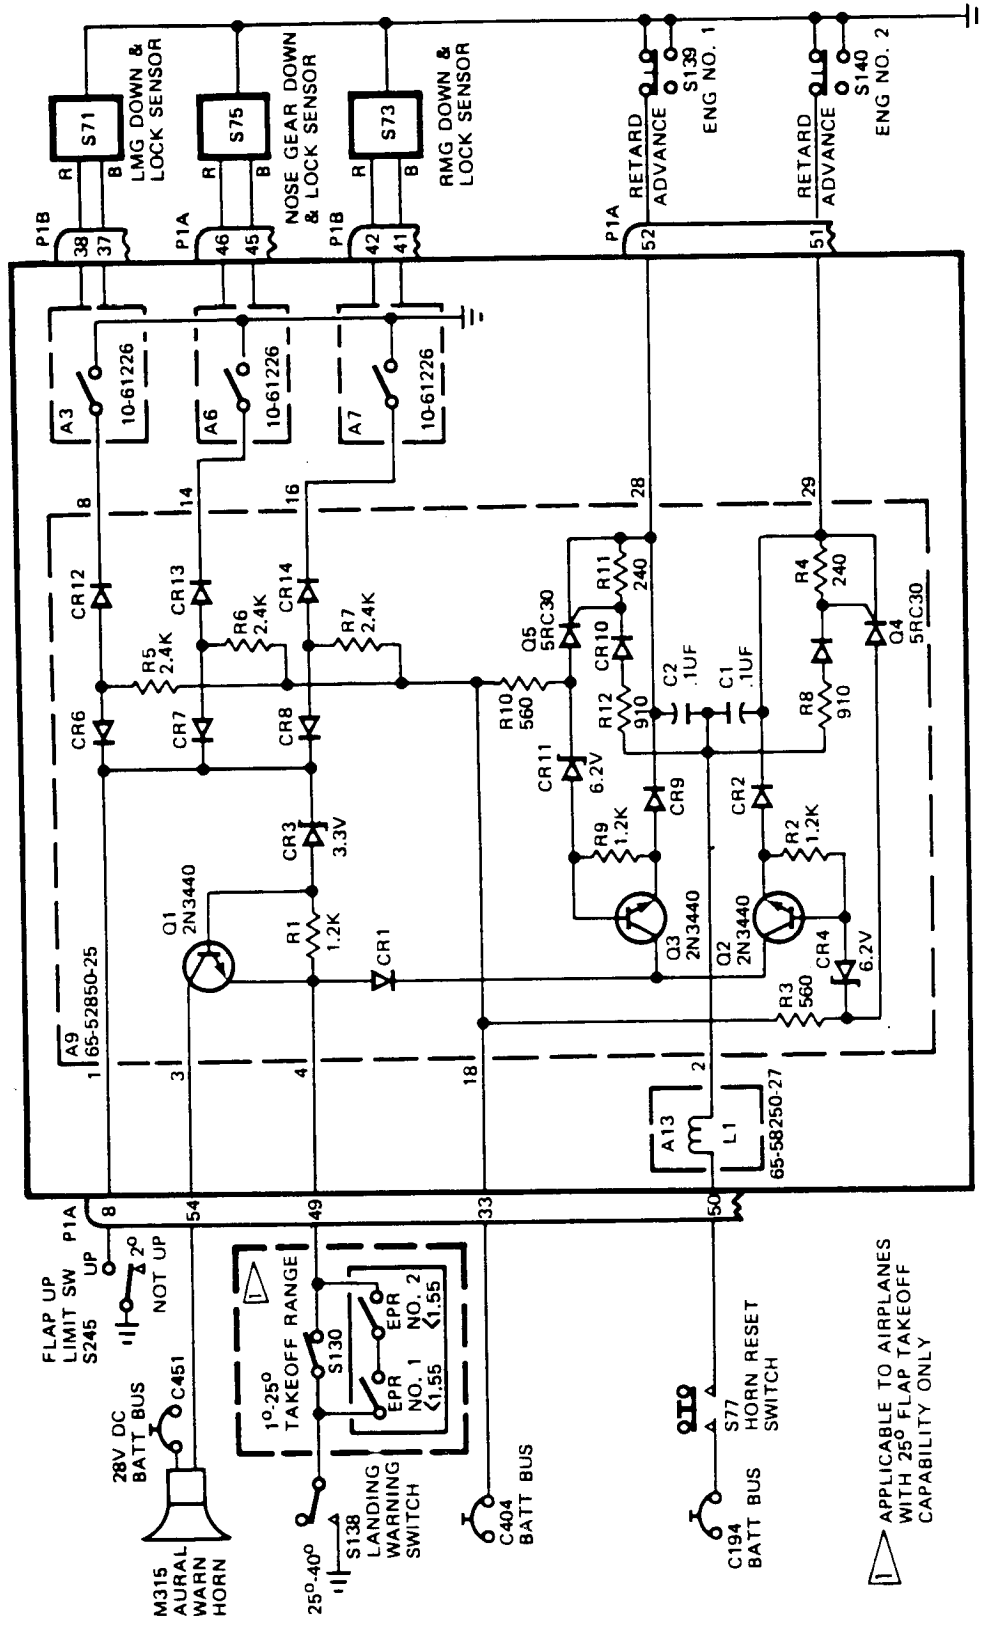 FLAP UP
LIMIT SW
S245
UP
2°
NOT UP
P1A
8
54
49
33
50
28V DC
BATT BUS
C451
M315
AURAL
WARN
HORN
1
1°-25°
TAKEOFF RANGE
S130
EPR
NO. 1
<1.55
EPR
NO. 2
<1.55
25°-40°
S138
LANDING
WARNING
SWITCH
C404
BATT BUS
C194
BATT BUS
S77
HORN RESET
SWITCH
1
APPLICABLE TO AIRPLANES
WITH 25° FLAP TAKEOFF
CAPABILITY ONLY
A9
65-52850-25
1
3
4
18
2
A13
L1
65-58250-27
Q1
2N3440
R1
1.2K
CR1
CR3
3.3V
CR6
CR7
CR8
R5
2.4K
R6
2.4K
R7
2.4K
CR12
CR13
CR14
8
14
16
R10
560
CR11
6.2V
R9
1.2K
Q3
2N3440
CR9
Q5
5RC30
CR10
R11
240
R12
910
C2
.1UF
C1
.1UF
CR2
Q2
2N3440
R2
1.2K
CR4
6.2V
R3
560
R8
910
R4
240
Q4
5RC30
28
29
A3
10-61226
A6
10-61226
A7
10-61226
P1B
38
37
P1A
46
45
P1B
42
41
P1A
52
51
R
B
S71
LMG DOWN &
LOCK SENSOR
R
B
S75
NOSE GEAR DOWN
& LOCK SENSOR
R
B
S73
RMG DOWN &
LOCK SENSOR
RETARD
ADVANCE
S139
ENG NO. 1
RETARD
ADVANCE
S140
ENG NO. 2